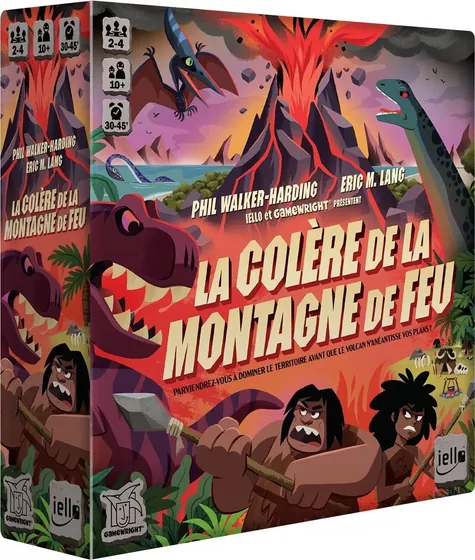 2-4
10+
30-45'
PHIL WALKER-HARDING
ERIC M. LANG
LA COLÈRE DE LA
MONTAGNE DE FEU
GAMEWRIGHT
iello
2-4
10+
30-45'
PHIL WALKER-HARDING
ERIC M. LANG
IELLO ET GAMEWRIGHT PRÉSENTENT
LA COLÈRE DE LA
MONTAGNE DE FEU
PARVIENDREZ-VOUS À DOMINER LE TERRITOIRE AVANT QUE LE VOLCAN N'ANÉANTISSE VOS PLANS ?
iello